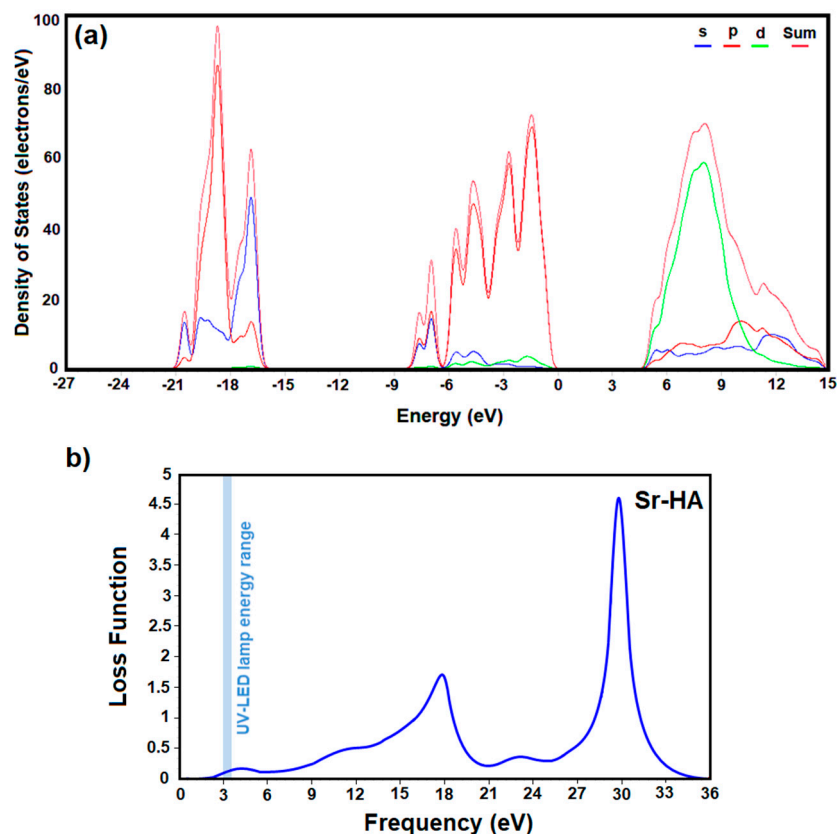 (a)
s p d Sum
Density of States (electrons/eV)
100
80
60
40
20
0
-27 -21 -18 -15 -12 -9 -6 -3 0 3 6 9 12 15
Energy (eV)
b)
Sr-HA
UV-LED lamp energy range
Loss Function
5
4.5
4
3.5
3
2.5
2
1.5
1
0.5
0
0 3 6 9 12 15 18 21 24 27 30 33 36
Frequency (eV)